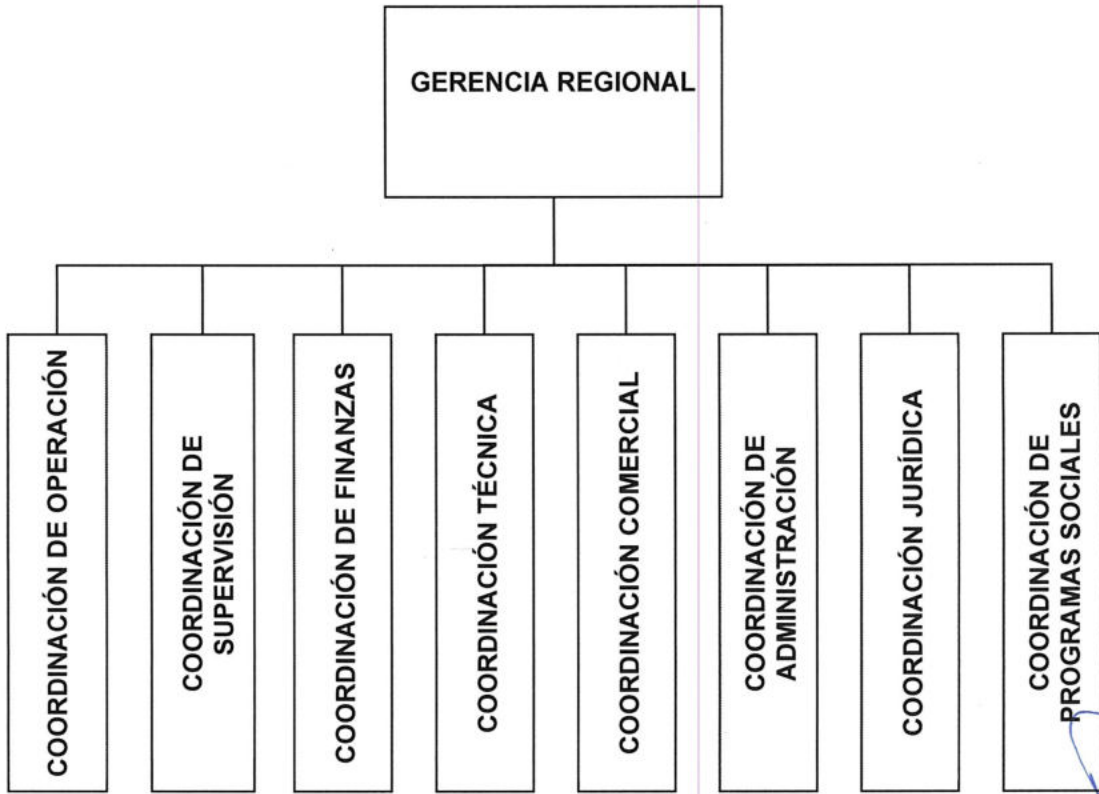 GERENCIA REGIONAL
COORDINACIÓN DE OPERACIÓN
COORDINACIÓN DE
SUPERVISIÓN
COORDINACIÓN DE FINANZAS
COORDINACIÓN TÉCNICA
COORDINACIÓN COMERCIAL
COORDINACIÓN DE
ADMINISTRACIÓN
COORDINACIÓN JURÍDICA
COORDINACIÓN DE
PROGRAMAS SOCIALES